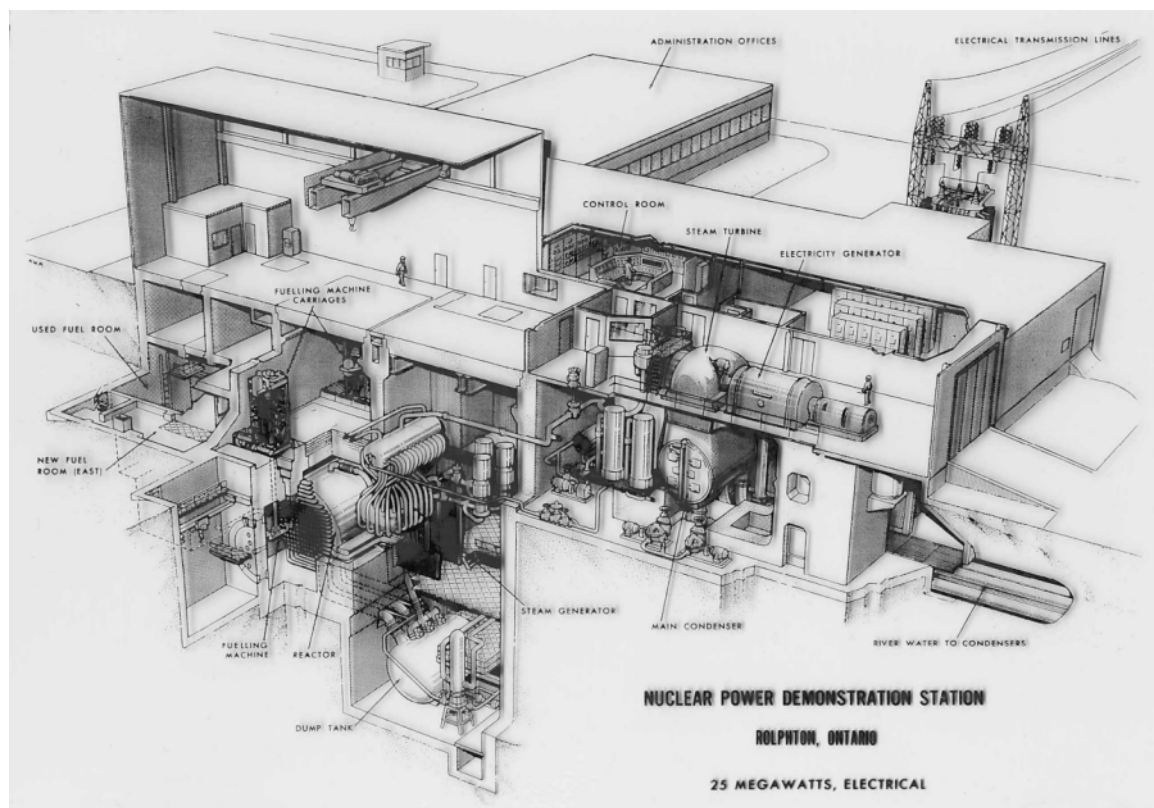 ADMINISTRATION OFFICES
ELECTRICAL TRANSMISSION LINES
CONTROL ROOM
STEAM TURBINE
ELECTRICITY GENERATOR
FUELLING MACHINE
CARRIAGES
USED FUEL ROOM
NEW FUEL
ROOM (EAST)
STEAM GENERATOR
MAIN CONDENSER
RIVER WATER TO CONDENSERS
FUELLING
MACHINE
REACTOR
DUMP TANK
NUCLEAR POWER DEMONSTRATION STATION
ROLPHTON, ONTARIO
25 MEGAWATTS, ELECTRICAL